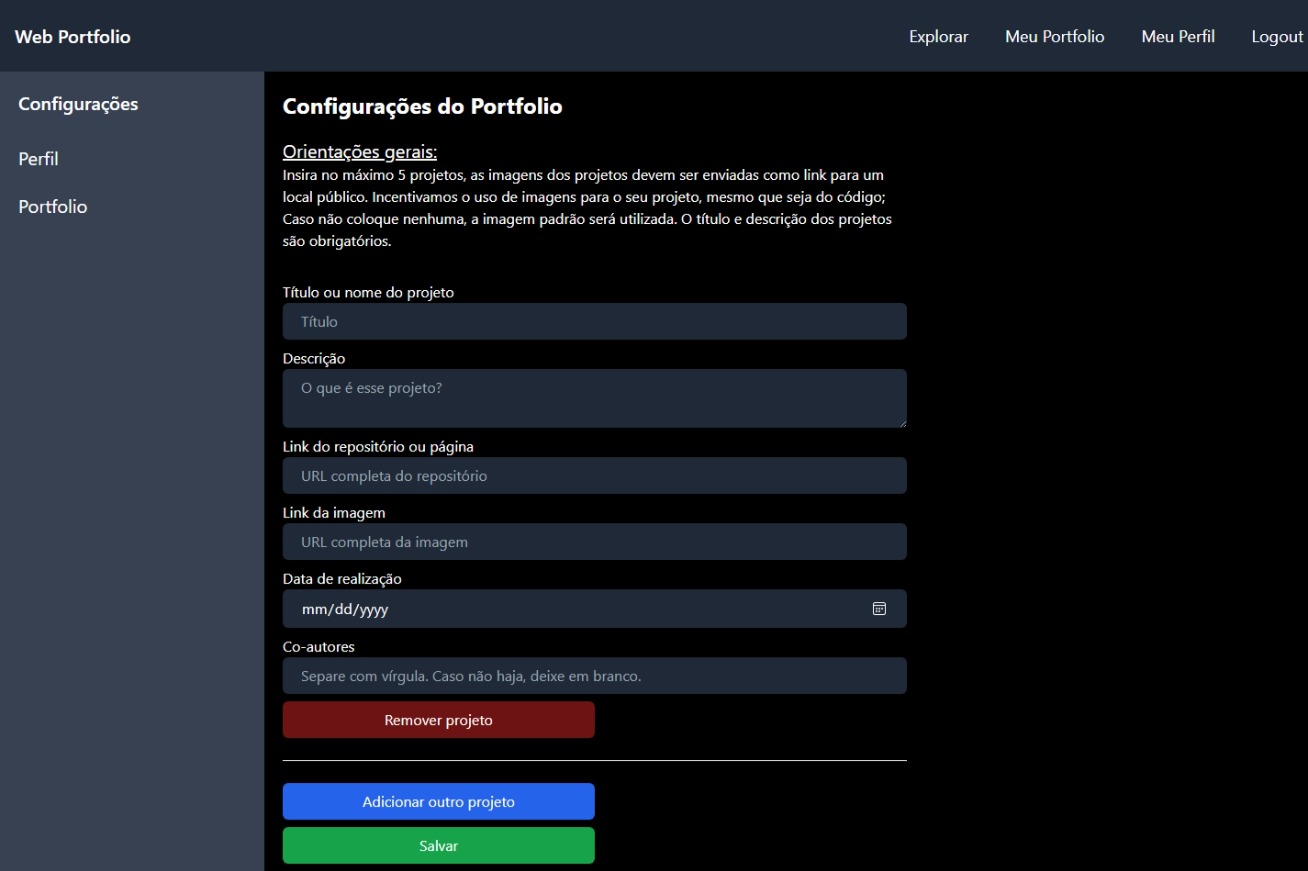 Web Portfolio
Explorar
Meu Portfolio
Meu Perfil
Logout
Configurações
Perfil
Portfolio
Configurações do Portfolio
Orientações gerais:
Insira no máximo 5 projetos, as imagens dos projetos devem ser enviadas como link para um
local público. Incentivamos o uso de imagens para o seu projeto, mesmo que seja do código;
Caso não coloque nenhuma, a imagem padrão será utilizada. O título e descrição dos projetos
são obrigatórios.
Título ou nome do projeto
Título
Descrição
O que é esse projeto?
Link do repositório ou página
URL completa do repositório
Link da imagem
URL completa da imagem
Data de realização
mm/dd/yyyy
Co-autores
Separe com vírgula. Caso não haja, deixe em branco.
Remover projeto
Adicionar outro projeto
Salvar